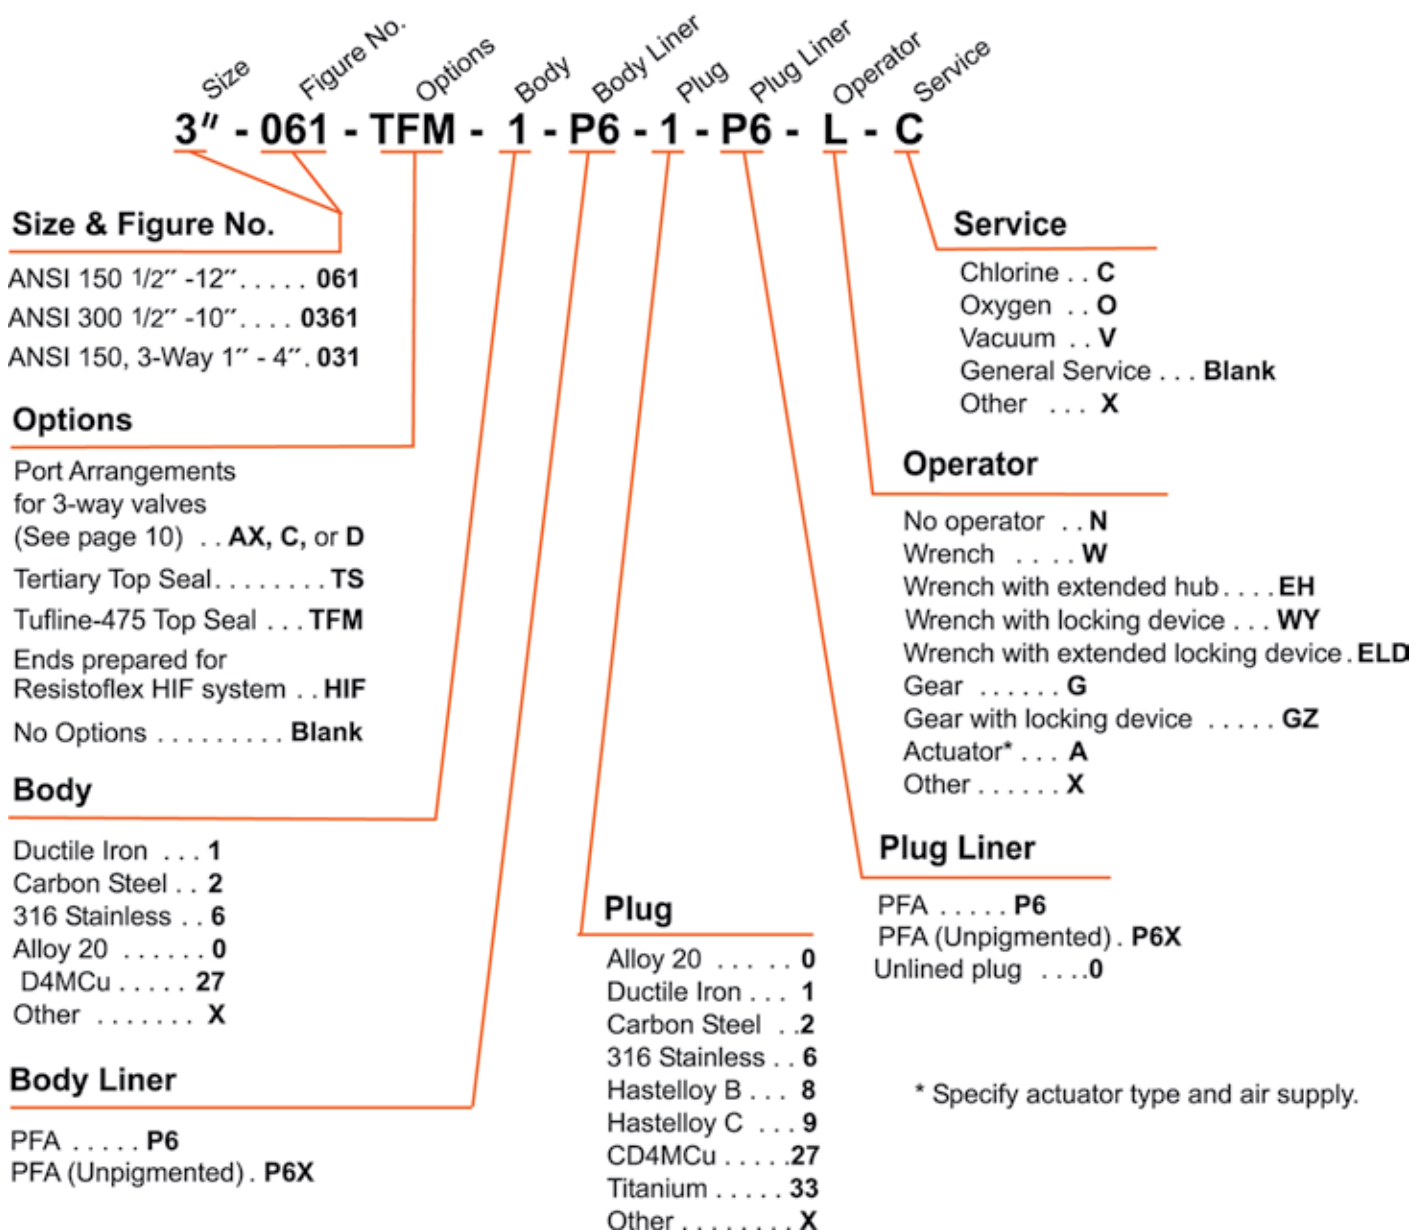 Size
Figure No.
Options
Body
Body Liner
Plug
Plug Liner
Operator
Service
3" - 061 - TFM - 1 - P6 - 1 - P6 - L - C
Size & Figure No.
ANSI 150 1/2″ -12″. . . . . 061
ANSI 300 1/2″ -10″. . . . 0361
ANSI 150, 3-Way 1″ - 4″. 031
Options
Port Arrangements
for 3-way valves
(See page 10) . . AX, C, or D
Tertiary Top Seal. . . . . . . . TS
Tufline-475 Top Seal . . . TFM
Ends prepared for
Resistoflex HIF system . . HIF
No Options . . . . . . . . . Blank
Body
Ductile Iron . . . 1
Carbon Steel . . 2
316 Stainless . . 6
Alloy 20 . . . . . . 0
D4MCu . . . . . 27
Other . . . . . . . X
Body Liner
PFA . . . . . P6
PFA (Unpigmented) . P6X
Plug
Alloy 20 . . . . . 0
Ductile Iron . . . 1
Carbon Steel . .2
316 Stainless . . 6
Hastelloy B . . . 8
Hastelloy C . . . 9
CD4MCu . . . . .27
Titanium . . . . . 33
Other . . . . . . . . X
Service
Chlorine . . C
Oxygen . . O
Vacuum . . V
General Service . . . Blank
Other . . . X
Operator
No operator . . N
Wrench . . . . W
Wrench with extended hub . . . . EH
Wrench with locking device . . . WY
Wrench with extended locking device . ELD
Gear . . . . . . G
Gear with locking device . . . . . GZ
Actuator* . . . A
Other . . . . . . X
Plug Liner
PFA . . . . . P6
PFA (Unpigmented) . P6X
Unlined plug . . . .0
* Specify actuator type and air supply.